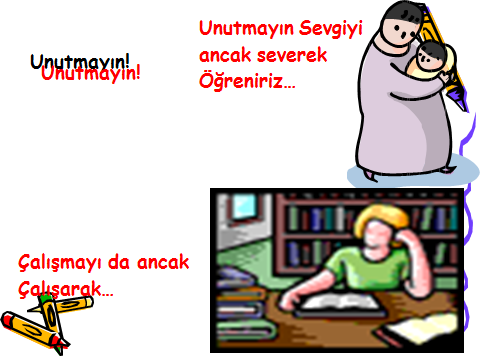 Unutmayın!
Unutmayın!
Unutmayın Sevgiyi
ancak severek
Öğreniriz...
Çalışmayı da ancak
Çalışarak...